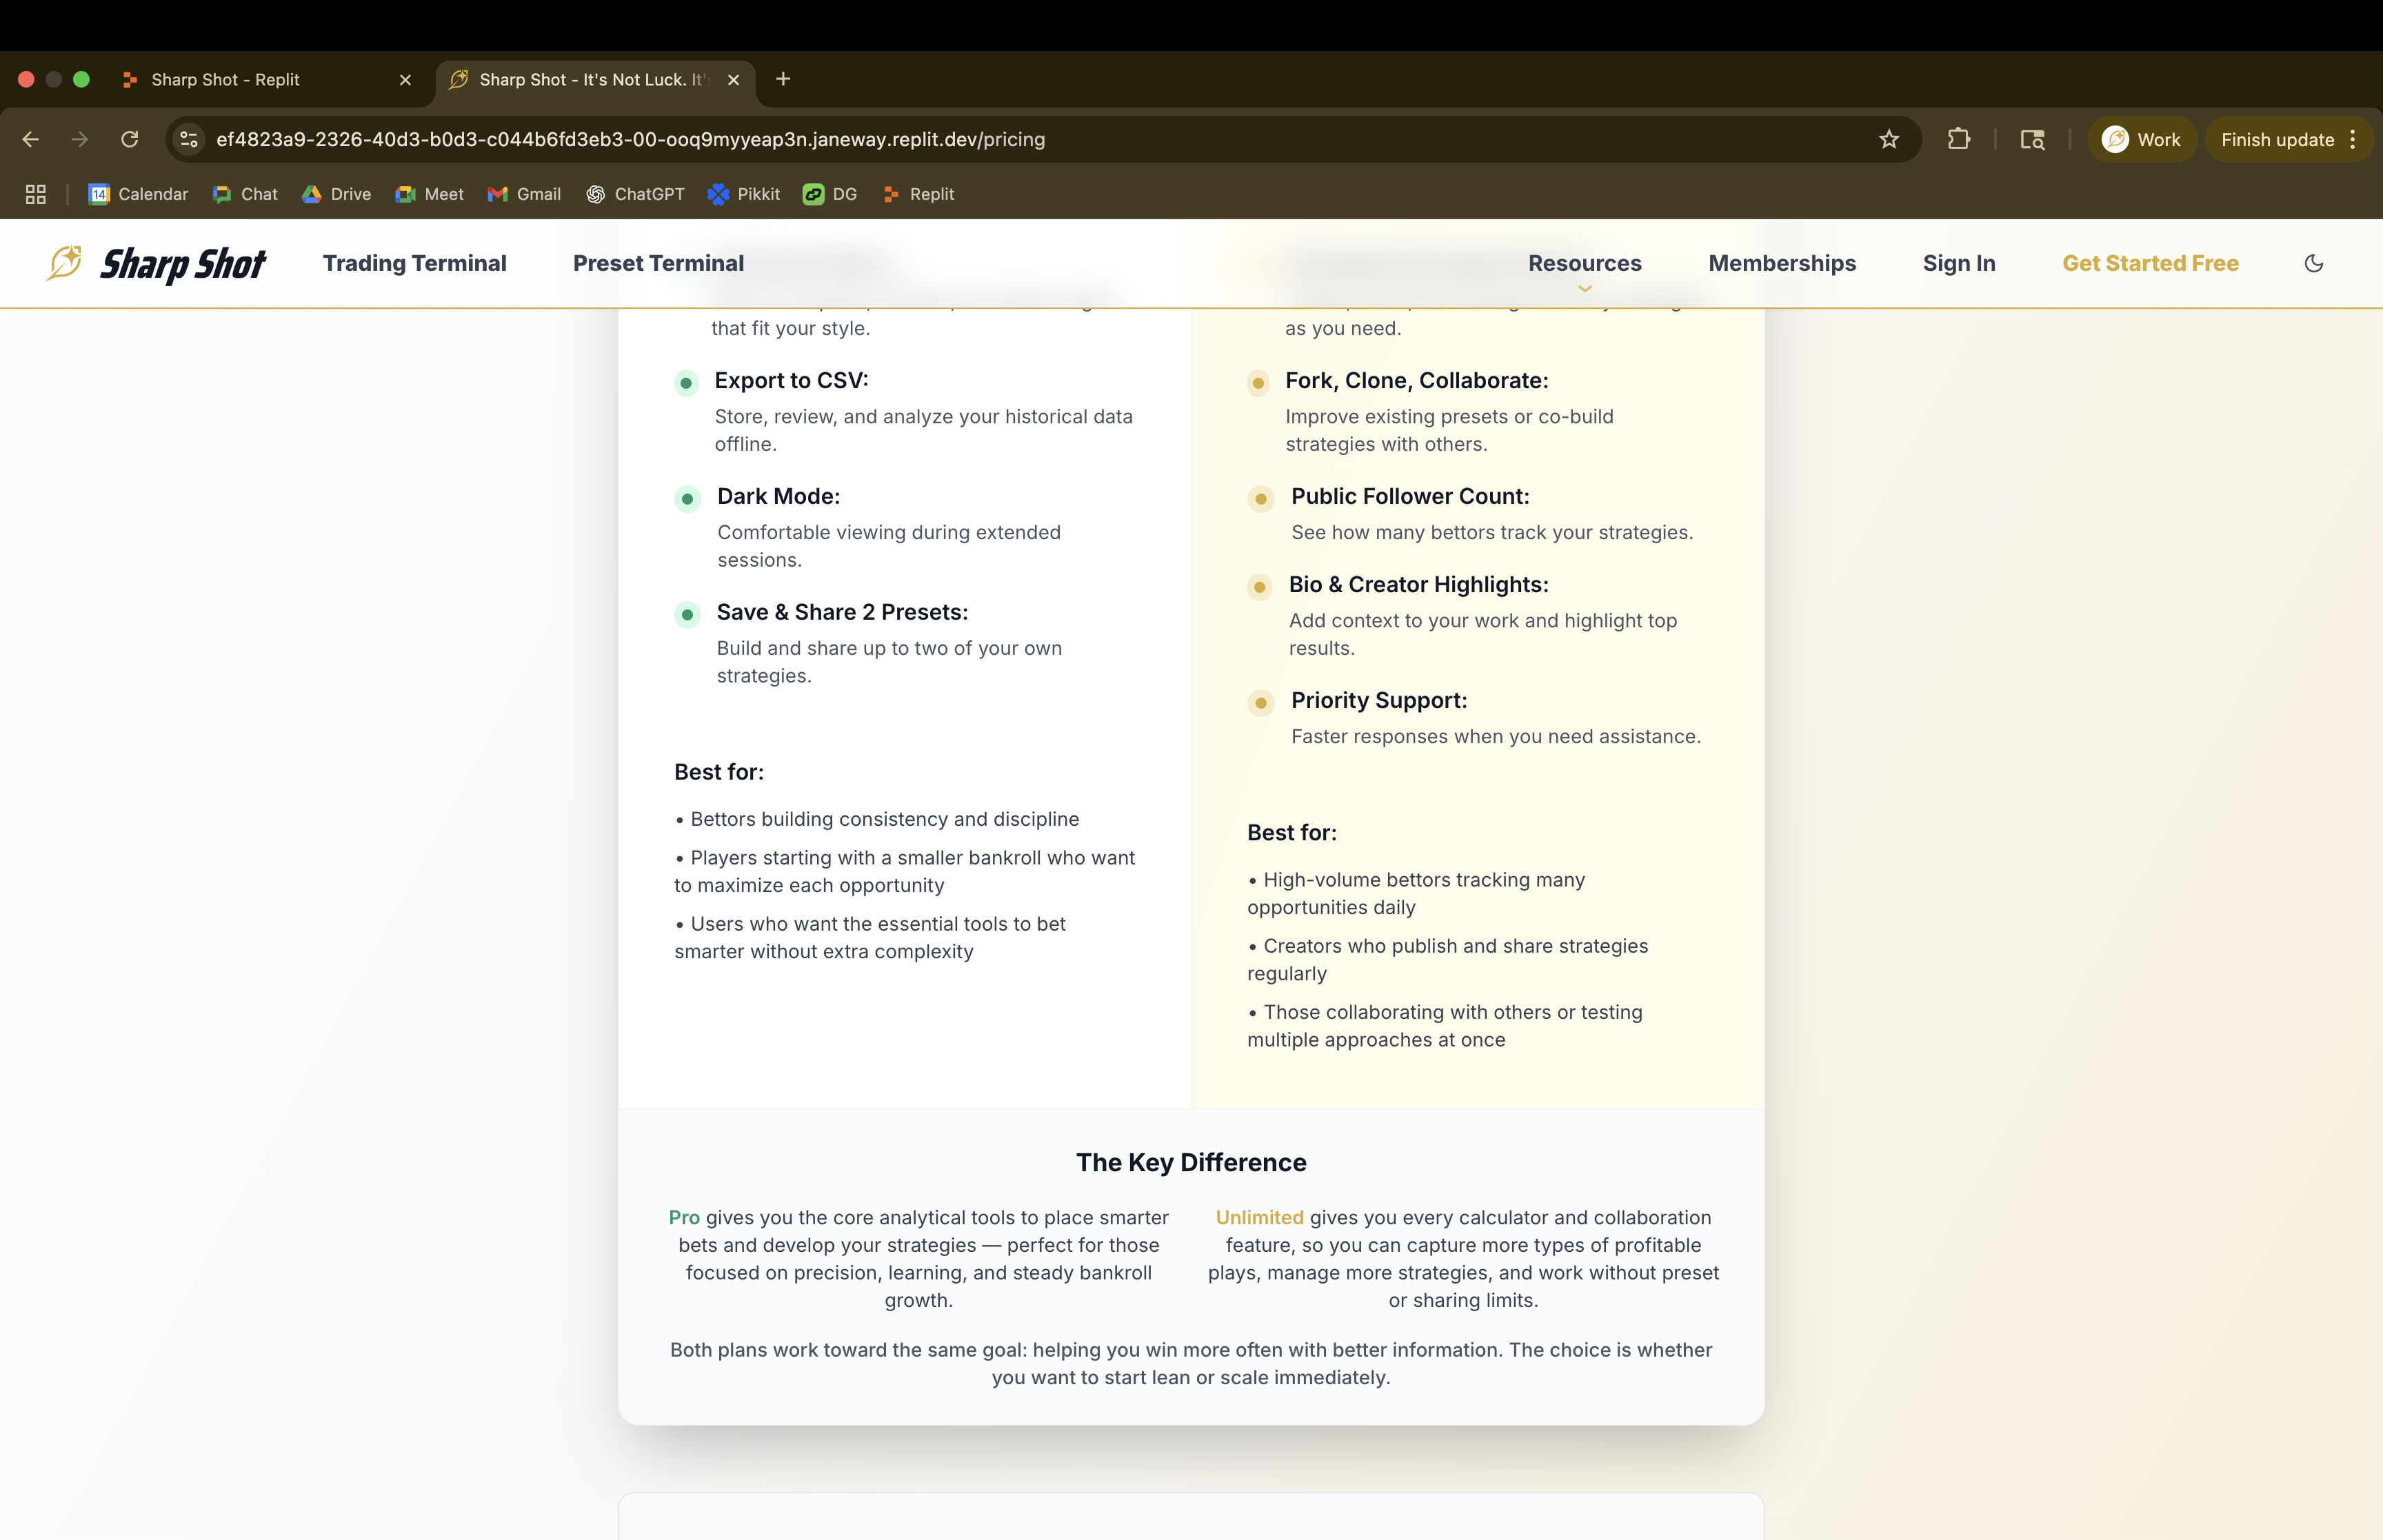 Sharp Shot - Replit
Sharp Shot - It's Not Luck. It'
ef4823a9-2326-40d3-b0d3-c044b6fd3eb3-00-ooq9myyeap3n.janeway.replit.dev/pricing
Work
Finish update
14
Calendar
Chat
Drive
Meet
Gmail
ChatGPT
Pikkit
DG
Replit
Sharp Shot
Trading Terminal
Preset Terminal
Resources
Memberships
Sign In
Get Started Free
that fit your style.
Export to CSV:
Store, review, and analyze your historical data
offline.
Dark Mode:
Comfortable viewing during extended
sessions.
Save & Share 2 Presets:
Build and share up to two of your own
strategies.
Best for:
• Bettors building consistency and discipline
• Players starting with a smaller bankroll who want
to maximize each opportunity
• Users who want the essential tools to bet
smarter without extra complexity
as you need.
Fork, Clone, Collaborate:
Improve existing presets or co-build
strategies with others.
Public Follower Count:
See how many bettors track your strategies.
Bio & Creator Highlights:
Add context to your work and highlight top
results.
Priority Support:
Faster responses when you need assistance.
Best for:
• High-volume bettors tracking many
opportunities daily
• Creators who publish and share strategies
regularly
• Those collaborating with others or testing
multiple approaches at once
The Key Difference
Pro gives you the core analytical tools to place smarter
bets and develop your strategies — perfect for those
focused on precision, learning, and steady bankroll
growth.
Unlimited gives you every calculator and collaboration
feature, so you can capture more types of profitable
plays, manage more strategies, and work without preset
or sharing limits.
Both plans work toward the same goal: helping you win more often with better information. The choice is whether
you want to start lean or scale immediately.